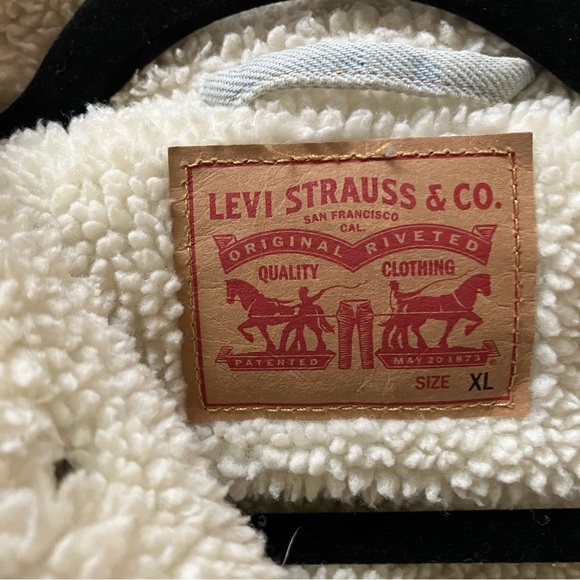 LEVI STRAUSS & CO.
SAN FRANCISCO
CAL.
ORIGINAL RIVETED
QUALITY CLOTHING
PATENTED MAY 20 1873
SIZE XL